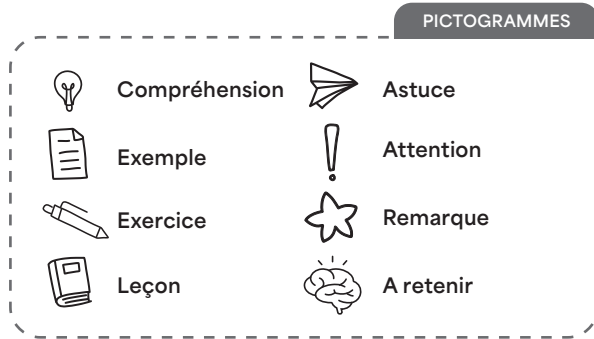 PICTOGRAMMES
Compréhension
Astuce
Exemple
Attention
Exercice
Remarque
Leçon
A retenir